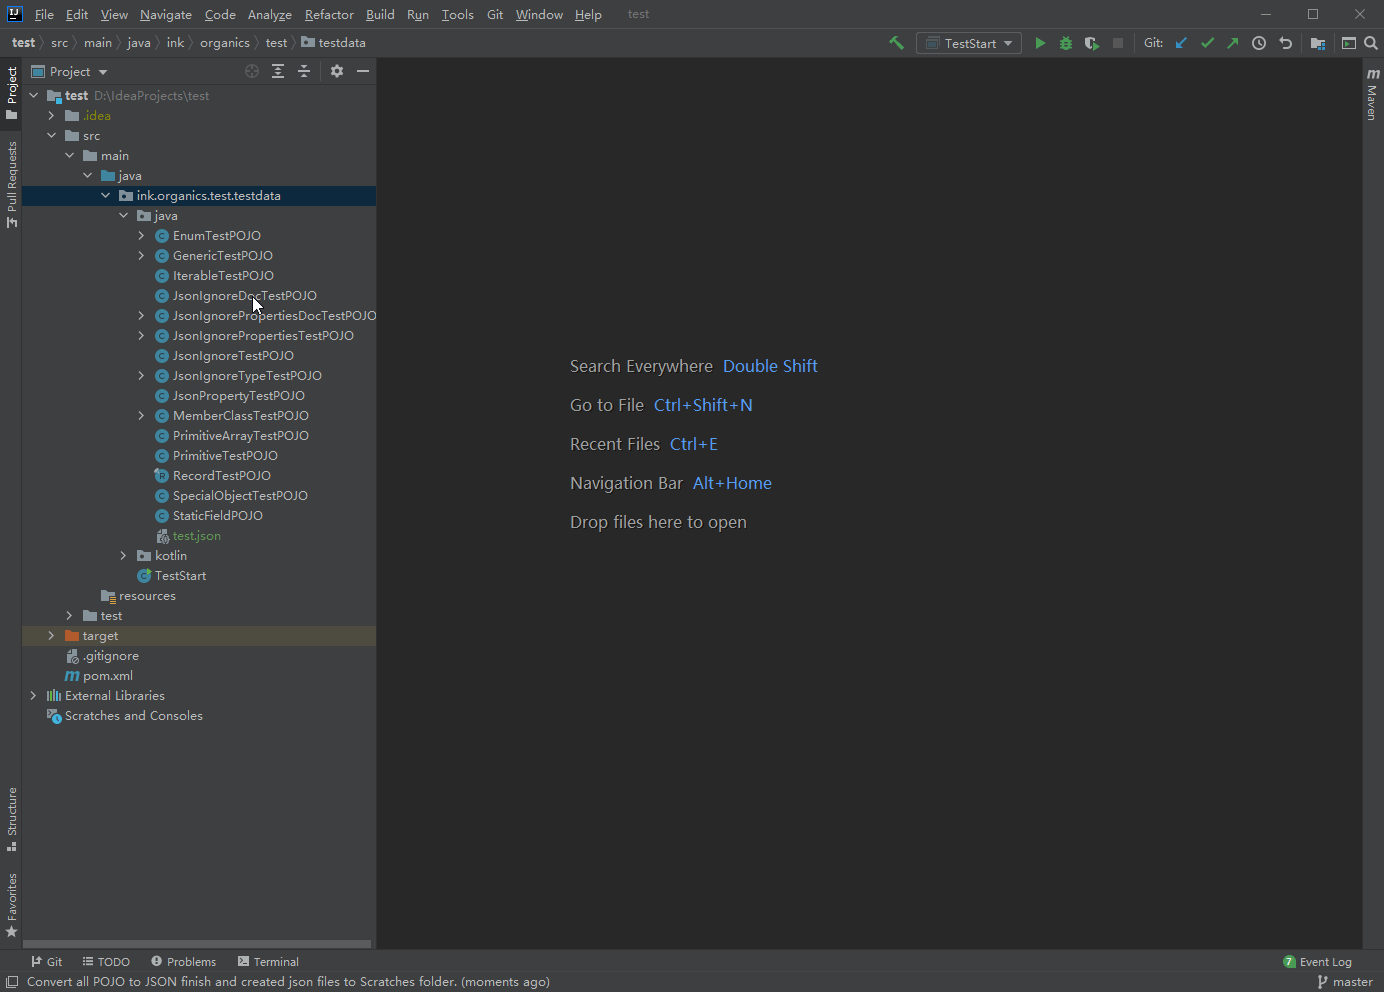 File Edit View Navigate Code Analyze Refactor Build Run Tools Git Window Help test
test src main java ink organics test testdata TestStart Git:
Project
Project
test D:\IdeaProjects\test
.idea
src
main
java
ink.organics.test.testdata
java
EnumTestPOJO
GenericTestPOJO
IterableTestPOJO
JsonIgnoreDocTestPOJO
JsonIgnorePropertiesDocTestPOJO
JsonIgnorePropertiesTestPOJO
JsonIgnoreTestPOJO
JsonIgnoreTypeTestPOJO
JsonPropertyTestPOJO
MemberClassTestPOJO
PrimitiveArrayTestPOJO
PrimitiveTestPOJO
RecordTestPOJO
SpecialObjectTestPOJO
StaticFieldPOJO
test.json
kotlin
TestStart
resources
test
target
.gitignore
pom.xml
External Libraries
Scratches and Consoles
Pull Requests
Structure
Favorites
Search Everywhere Double Shift
Go to File Ctrl+Shift+N
Recent Files Ctrl+E
Navigation Bar Alt+Home
Drop files here to open
Maven
Git TODO Problems Terminal 7 Event Log
Convert all POJO to JSON finish and created json files to Scratches folder. (moments ago) master